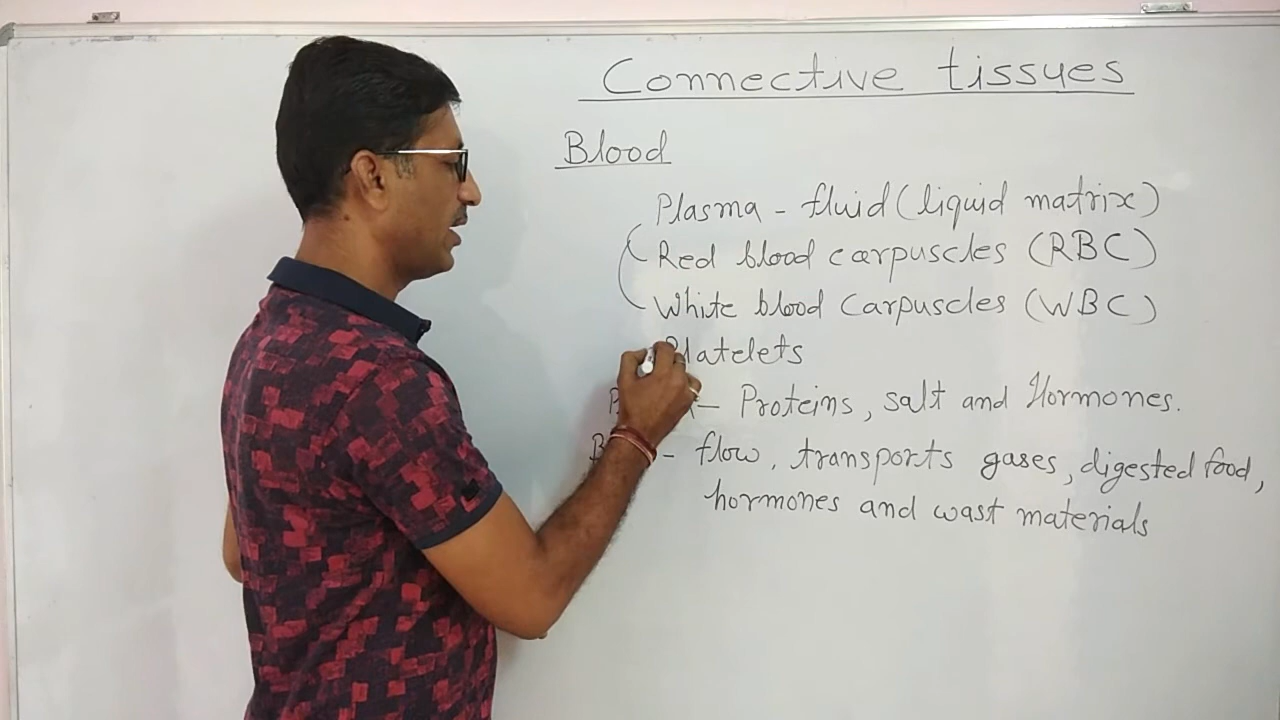 Connective tissues
Blood
Plasma - fluid (liquid matrix)
Red blood carpuscles (RBC)
White blood Carpuscles (WBC)
Platelets
- Proteins, salt and Hormones.
- flow, transports gases, digested food,
hormones and wast materials